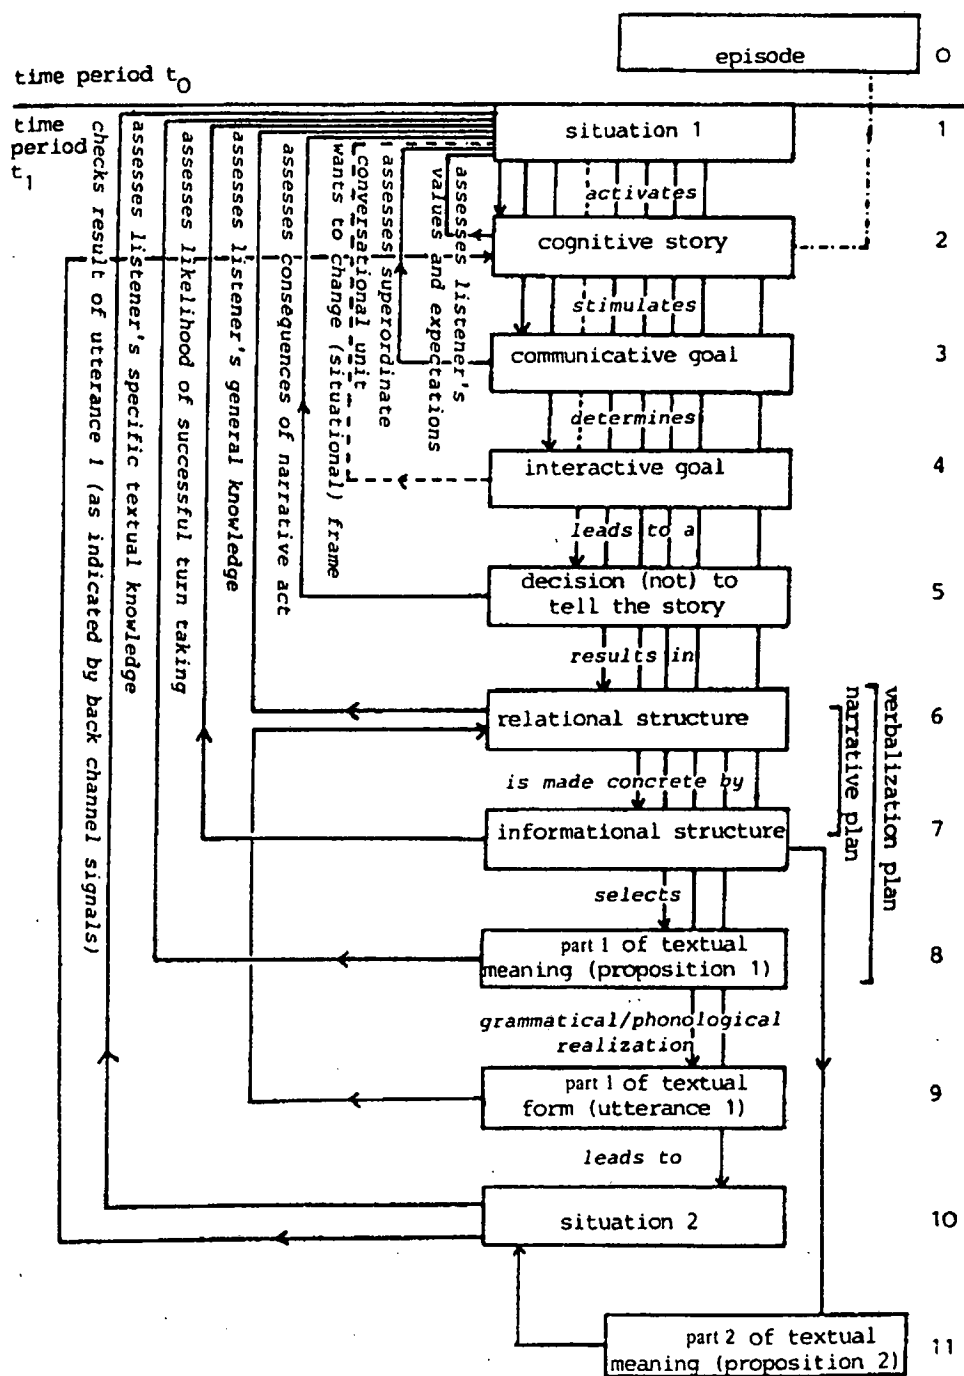 episode
0
time period t0
time
period
t1
situation 1
1
activates
cognitive story
2
stimulates
communicative goal
3
determines
interactive goal
4
leads to a
decision (not) to
tell the story
5
results in
relational structure
6
is made concrete by
informational structure
7
selects
part 1 of textual
meaning (proposition 1)
8
grammatical/phonological
realization
part 1 of textual
form (utterance 1)
9
leads to
situation 2
10
part 2 of textual
meaning (proposition 2)
11
checks result of utterance 1 (as indicated by back channel signals)
assesses listener's specific textual knowledge
assesses likelihood of successful turn taking
assesses listener's general knowledge
assesses consequences of narrative act
wants to change (situational) frame
conversational unit
assesses superordinate
values and expectations
assesses listener's
narrative plan
verbalization plan